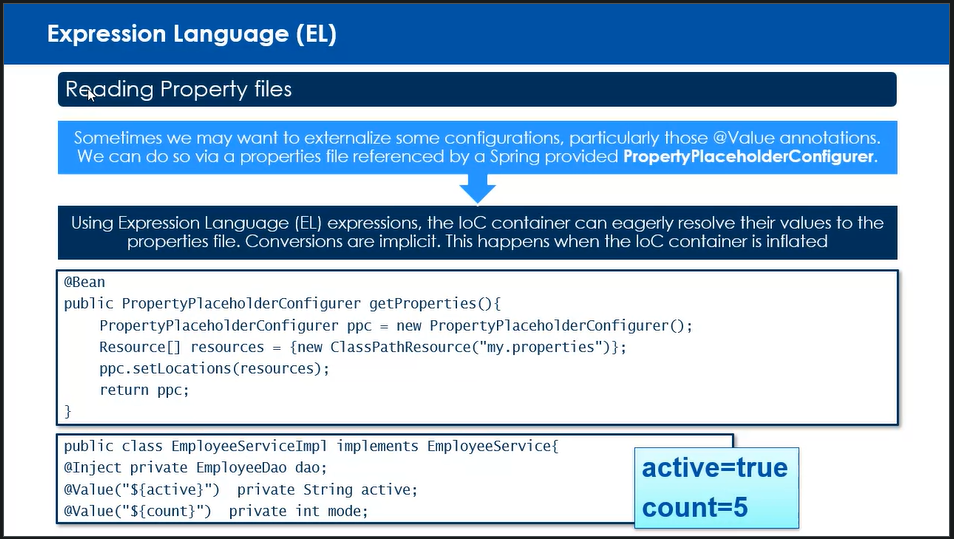 Expression Language (EL)
Reading Property files
Sometimes we may want to externalize some configurations, particularly those @Value annotations.
We can do so via a properties file referenced by a Spring provided PropertyPlaceholderConfigurer.
Using Expression Language (EL) expressions, the IoC container can eagerly resolve their values to the
properties file. Conversions are implicit. This happens when the IoC container is inflated
@Bean
public PropertyPlaceholderConfigurer getProperties(){
    PropertyPlaceholderConfigurer ppc = new PropertyPlaceholderConfigurer();
    Resource[] resources = {new ClassPathResource("my.properties")};
    ppc.setLocations(resources);
    return ppc;
}
public class EmployeeServiceImpl implements EmployeeService{
@Inject private EmployeeDao dao;
@Value("${active}")  private String active;
@Value("${count}")  private int mode;
active=true
count=5